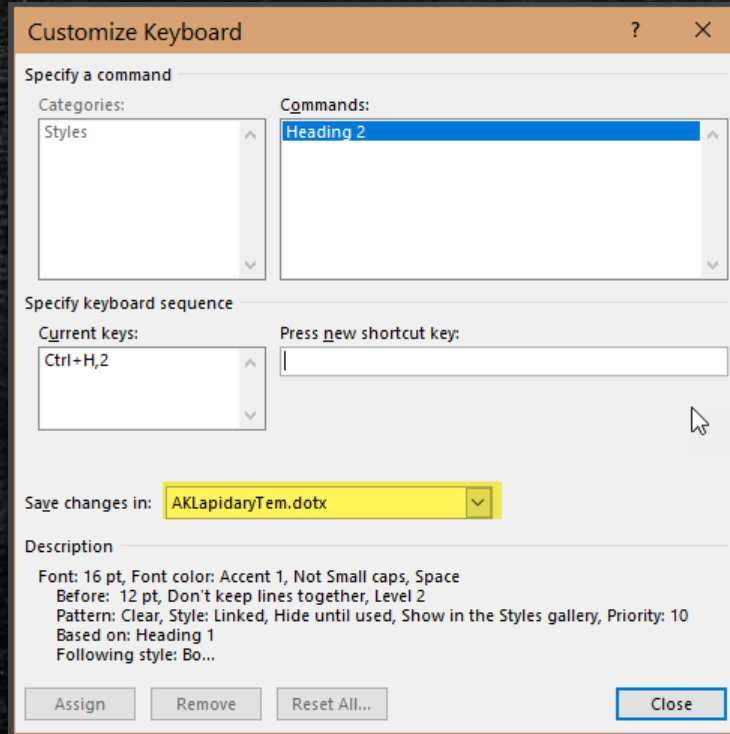 Customize Keyboard ? ×
Specify a command
Categories: Commands:
Styles Heading 2
Specify keyboard sequence
Current keys: Press new shortcut key:
Ctrl+H,2
Save changes in: AKLapidaryTem.dotx
Description
Font: 16 pt, Font color: Accent 1, Not Small caps, Space
Before: 12 pt, Don't keep lines together, Level 2
Pattern: Clear, Style: Linked, Hide until used, Show in the Styles gallery, Priority: 10
Based on: Heading 1
Following style: Bo...
Assign Remove Reset All... Close